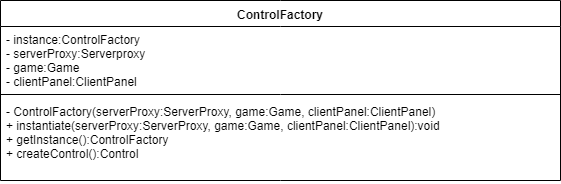 ControlFactory
- instance:ControlFactory
- serverProxy:Serverproxy
- game:Game
- clientPanel:ClientPanel
- ControlFactory(serverProxy:ServerProxy, game:Game, clientPanel:ClientPanel)
+ instantiate(serverProxy:ServerProxy, game:Game, clientPanel:ClientPanel):void
+ getInstance():ControlFactory
+ createControl():Control